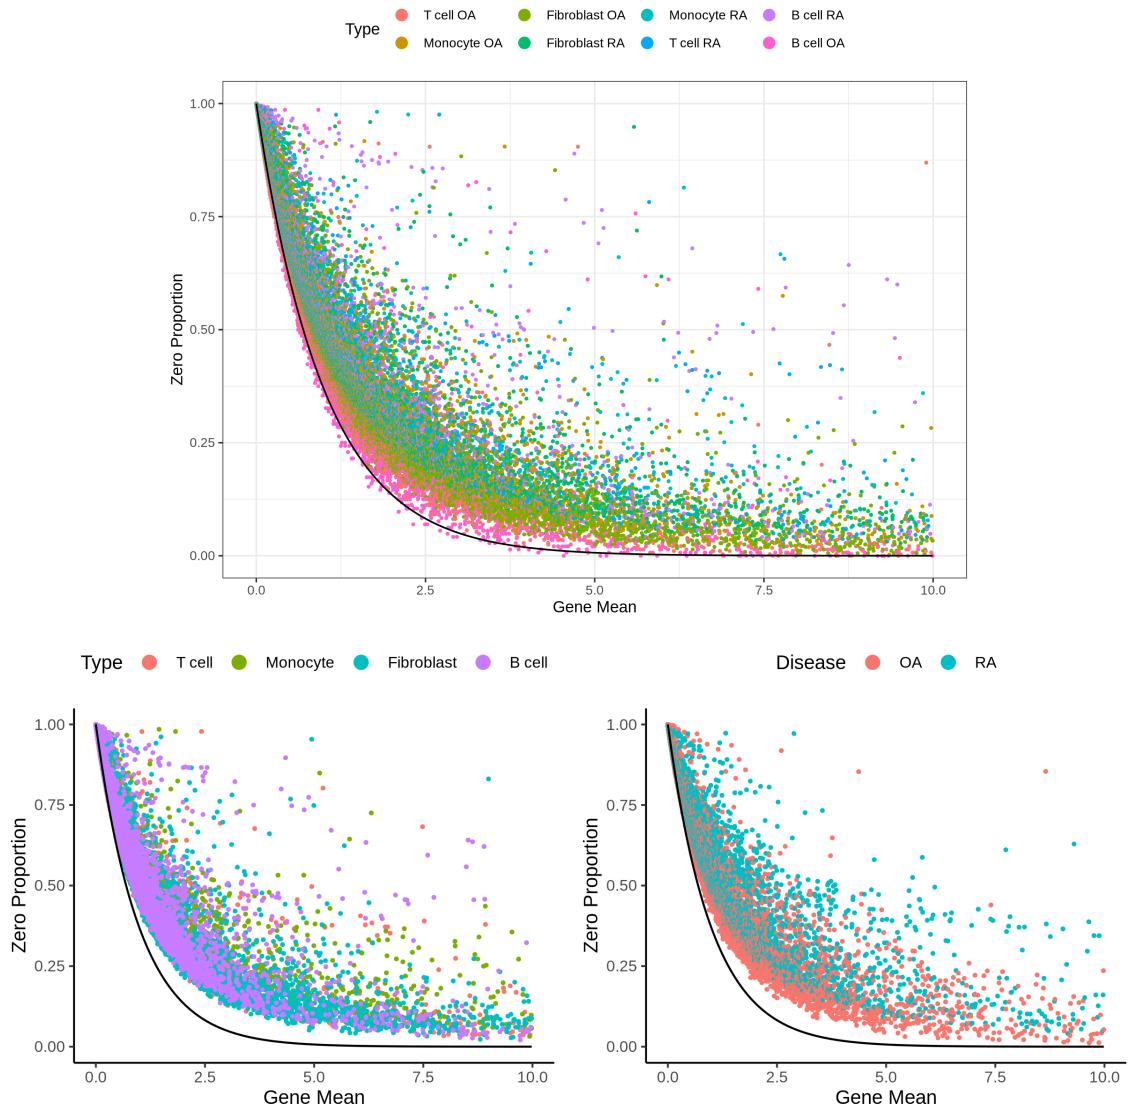 Type T cell OA Fibroblast OA Monocyte RA B cell RA
Monocyte OA Fibroblast RA T cell RA B cell OA
1.00
0.75
0.50
0.25
0.00
Zero Proportion
0.0 2.5 5.0 7.5 10.0
Gene Mean
Type T cell Monocyte Fibroblast B cell
1.00
0.75
0.50
0.25
0.00
Zero Proportion
0.0 2.5 5.0 7.5 10.0
Gene Mean
Disease OA RA
1.00
0.75
0.50
0.25
0.00
Zero Proportion
0.0 2.5 5.0 7.5 10.0
Gene Mean